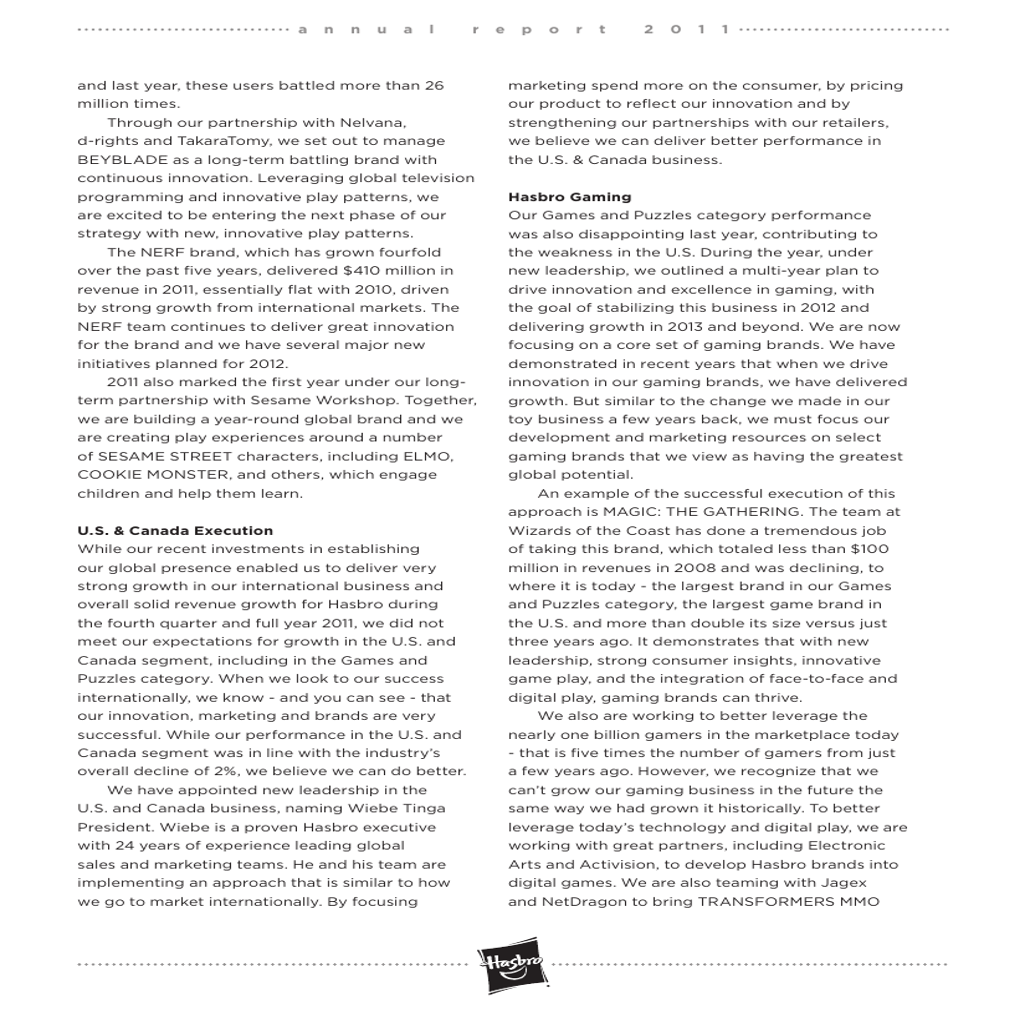 annual report 2011
and last year, these users battled more than 26
million times.
Through our partnership with Nelvana,
d-rights and TakaraTomy, we set out to manage
BEYBLADE as a long-term battling brand with
continuous innovation. Leveraging global television
programming and innovative play patterns, we
are excited to be entering the next phase of our
strategy with new, innovative play patterns.
The NERF brand, which has grown fourfold
over the past five years, delivered $410 million in
revenue in 2011, essentially flat with 2010, driven
by strong growth from international markets. The
NERF team continues to deliver great innovation
for the brand and we have several major new
initiatives planned for 2012.
2011 also marked the first year under our long-
term partnership with Sesame Workshop. Together,
we are building a year-round global brand and we
are creating play experiences around a number
of SESAME STREET characters, including ELMO,
COOKIE MONSTER, and others, which engage
children and help them learn.
U.S. & Canada Execution
While our recent investments in establishing
our global presence enabled us to deliver very
strong growth in our international business and
overall solid revenue growth for Hasbro during
the fourth quarter and full year 2011, we did not
meet our expectations for growth in the U.S. and
Canada segment, including in the Games and
Puzzles category. When we look to our success
internationally, we know - and you can see - that
our innovation, marketing and brands are very
successful. While our performance in the U.S. and
Canada segment was in line with the industry's
overall decline of 2%, we believe we can do better.
We have appointed new leadership in the
U.S. and Canada business, naming Wiebe Tinga
President. Wiebe is a proven Hasbro executive
with 24 years of experience leading global
sales and marketing teams. He and his team are
implementing an approach that is similar to how
we go to market internationally. By focusing
marketing spend more on the consumer, by pricing
our product to reflect our innovation and by
strengthening our partnerships with our retailers,
we believe we can deliver better performance in
the U.S. & Canada business.
Hasbro Gaming
Our Games and Puzzles category performance
was also disappointing last year, contributing to
the weakness in the U.S. During the year, under
new leadership, we outlined a multi-year plan to
drive innovation and excellence in gaming, with
the goal of stabilizing this business in 2012 and
delivering growth in 2013 and beyond. We are now
focusing on a core set of gaming brands. We have
demonstrated in recent years that when we drive
innovation in our gaming brands, we have delivered
growth. But similar to the change we made in our
toy business a few years back, we must focus our
development and marketing resources on select
gaming brands that we view as having the greatest
global potential.
An example of the successful execution of this
approach is MAGIC: THE GATHERING. The team at
Wizards of the Coast has done a tremendous job
of taking this brand, which totaled less than $100
million in revenues in 2008 and was declining, to
where it is today - the largest brand in our Games
and Puzzles category, the largest game brand in
the U.S. and more than double its size versus just
three years ago. It demonstrates that with new
leadership, strong consumer insights, innovative
game play, and the integration of face-to-face and
digital play, gaming brands can thrive.
We also are working to better leverage the
nearly one billion gamers in the marketplace today
- that is five times the number of gamers from just
a few years ago. However, we recognize that we
can't grow our gaming business in the future the
same way we had grown it historically. To better
leverage today's technology and digital play, we are
working with great partners, including Electronic
Arts and Activision, to develop Hasbro brands into
digital games. We are also teaming with Jagex
and NetDragon to bring TRANSFORMERS MMO
Hasbro